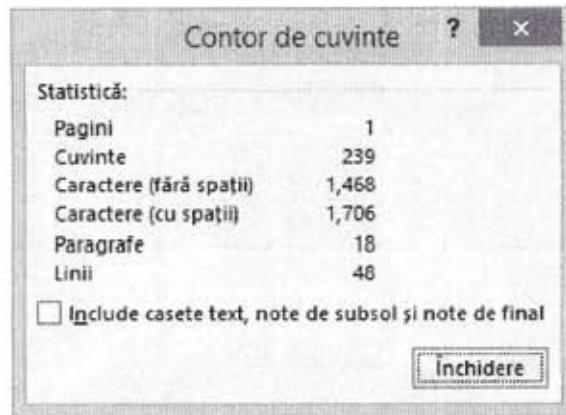 Contor de cuvinte ? ×
Statistică:
Pagini 1
Cuvinte 239
Caractere (fără spații) 1,468
Caractere (cu spații) 1,706
Paragrafe 18
Linii 48
Include casete text, note de subsol și note de final
Închidere